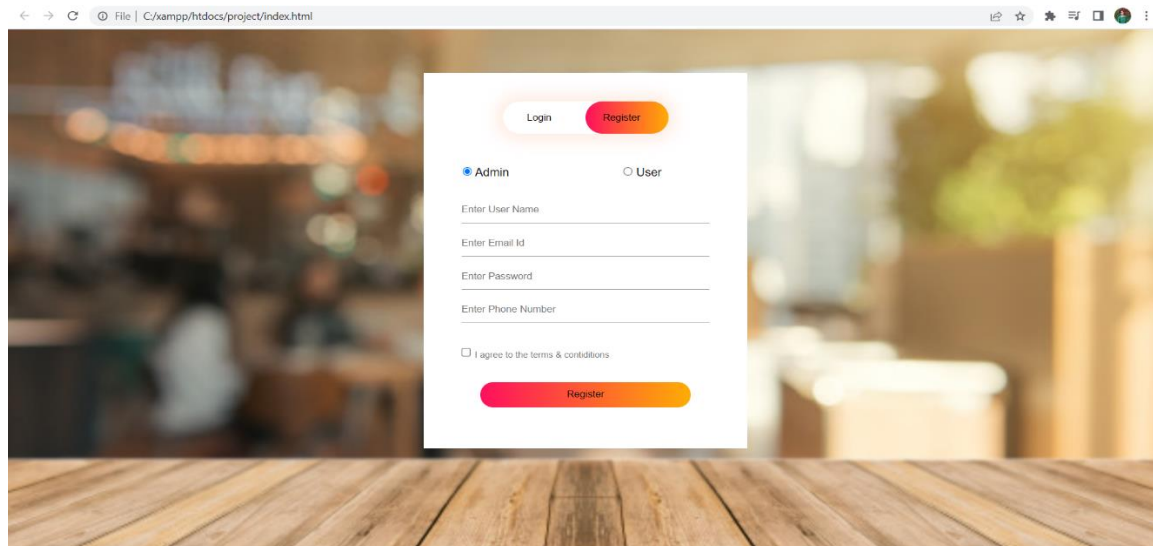 File | C:/xampp/htdocs/project/index.html
Login Register
Admin User
Enter User Name
Enter Email Id
Enter Password
Enter Phone Number
I agree to the terms & contiditions
Register